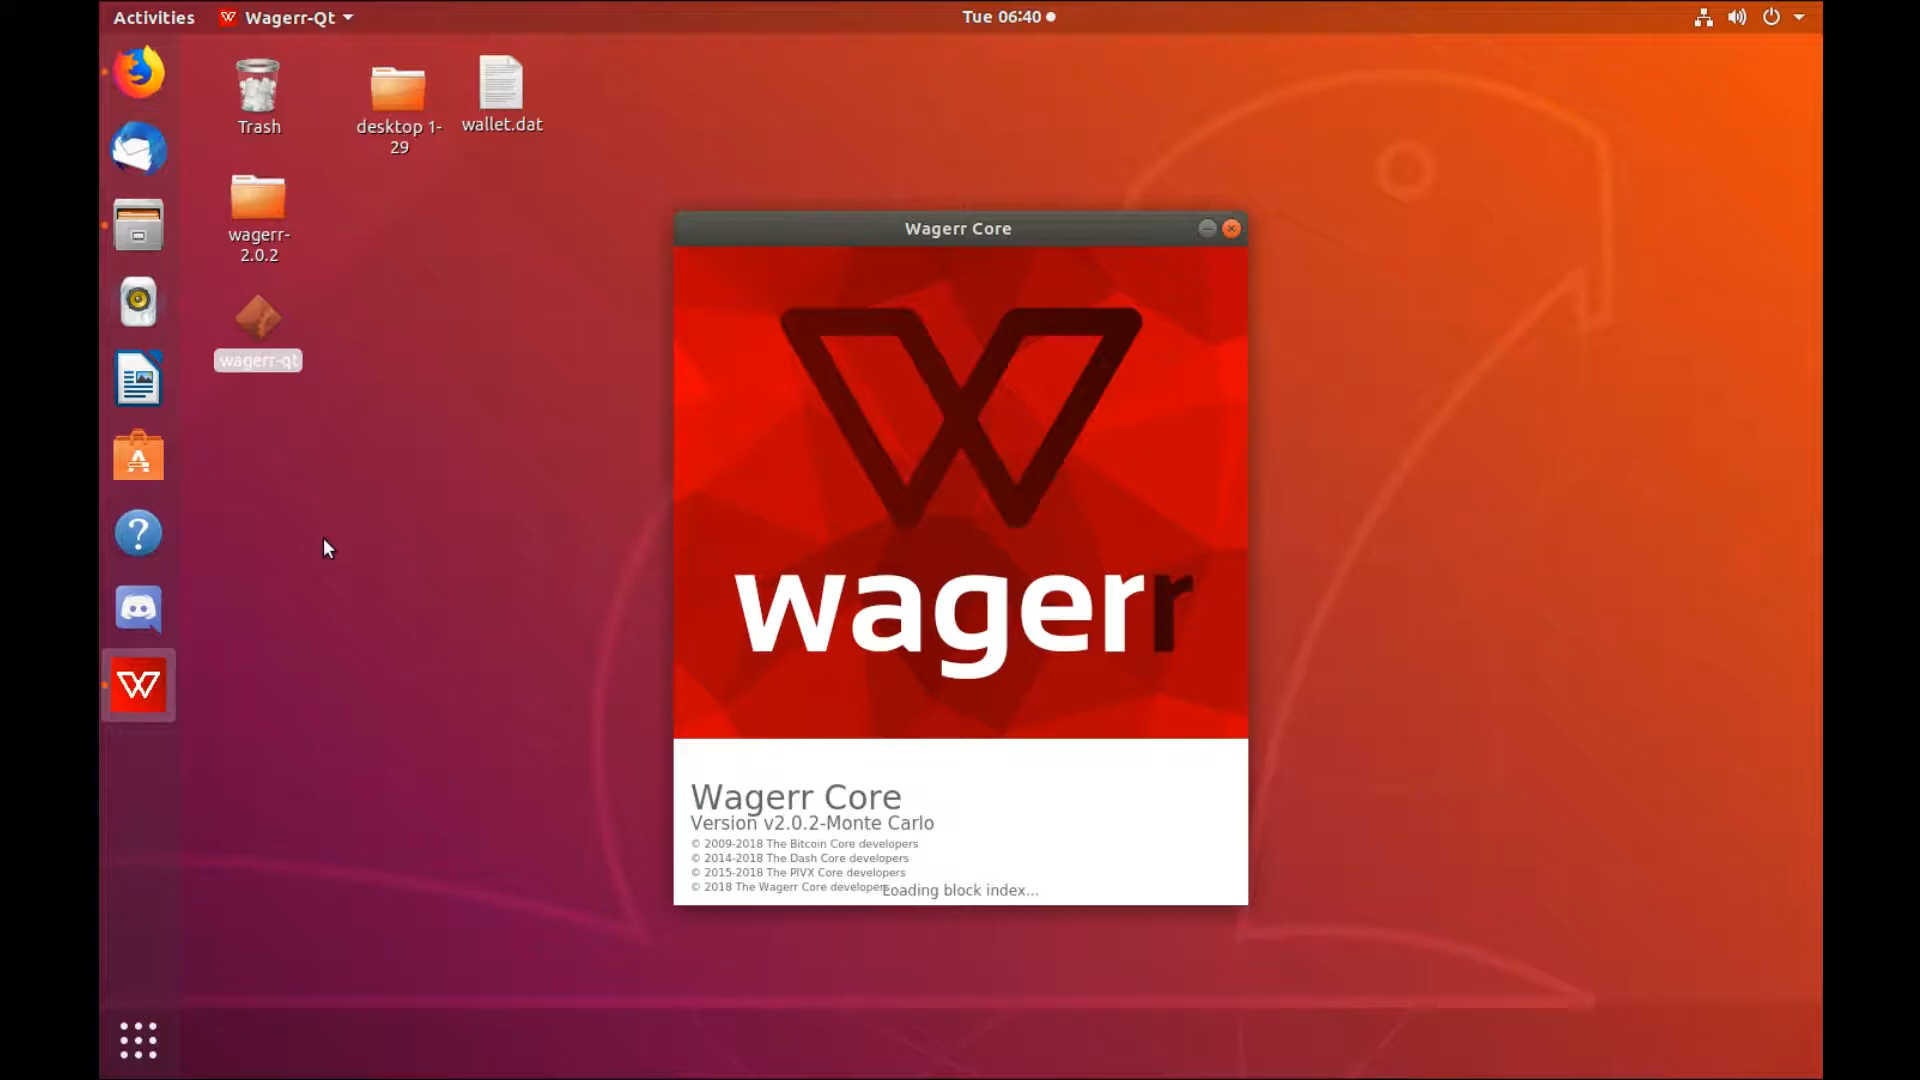 Activities
Wagerr-Qt
Tue 06:40
Trash
desktop 1-
29
wallet.dat
wagerr-
2.0.2
wagerr-qt
Wagerr Core
wagerr
Wagerr Core
Version v2.0.2-Monte Carlo
© 2009-2018 The Bitcoin Core developers
© 2014-2018 The Dash Core developers
© 2015-2018 The PIVX Core developers
© 2018 The Wagerr Core developers
Loading block index...